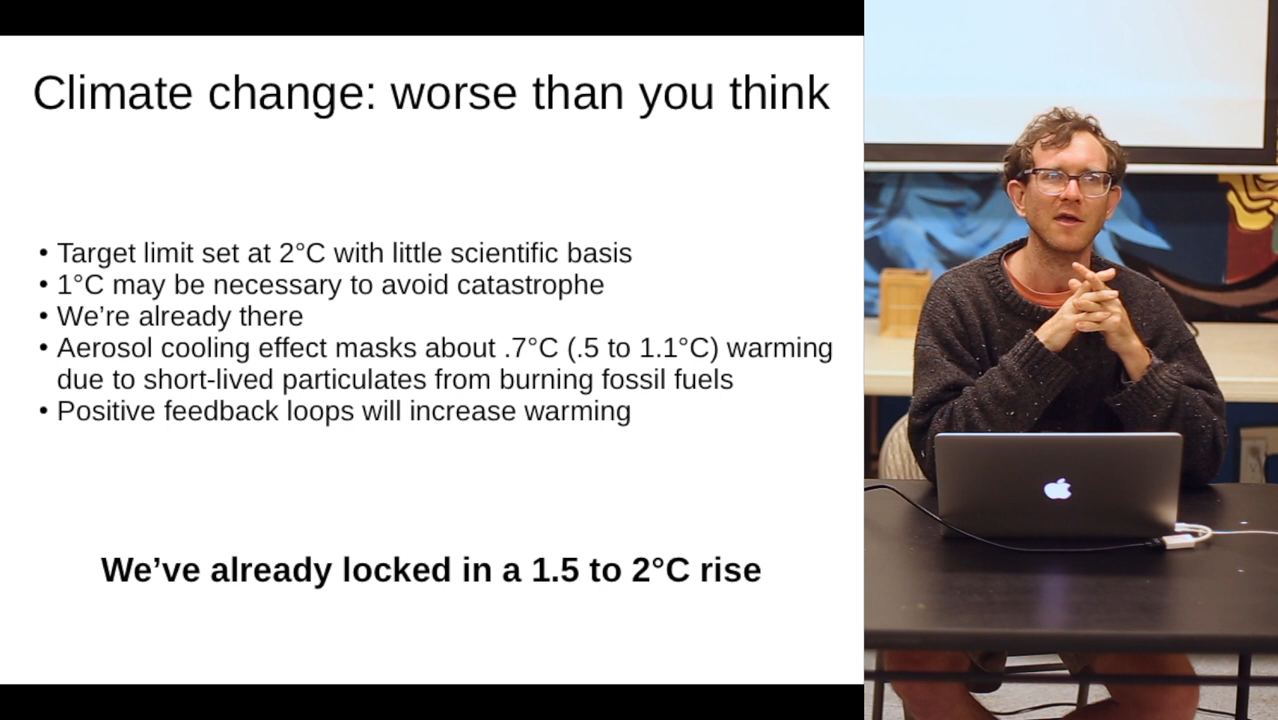 Climate change: worse than you think
• Target limit set at 2°C with little scientific basis
• 1°C may be necessary to avoid catastrophe
• We’re already there
• Aerosol cooling effect masks about .7°C (.5 to 1.1°C) warming
due to short-lived particulates from burning fossil fuels
• Positive feedback loops will increase warming
We’ve already locked in a 1.5 to 2°C rise